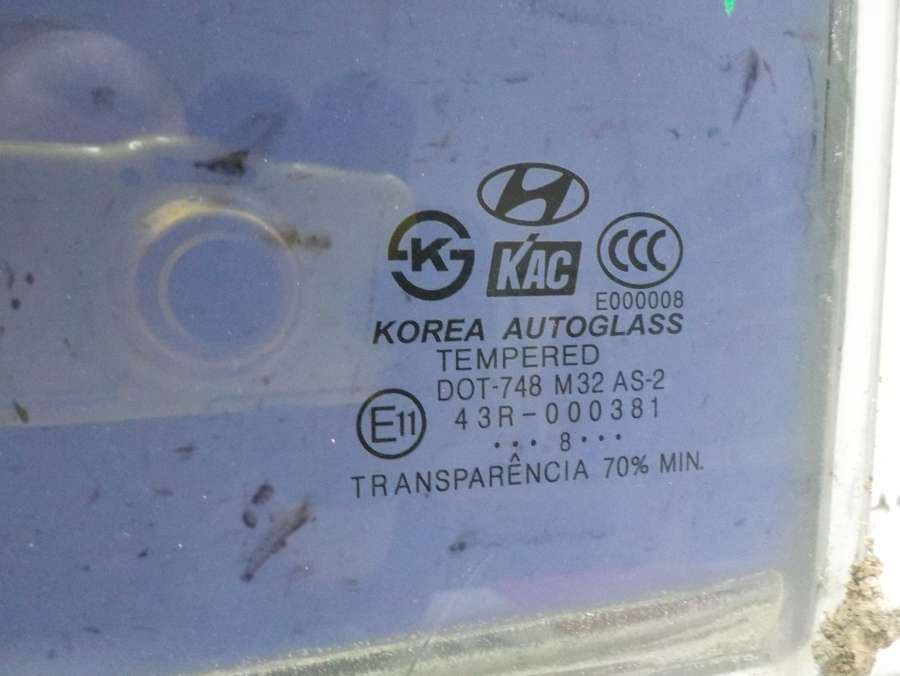 K
KAC
CCC
E000008
KOREA AUTOGLASS
TEMPERED
DOT-748 M32 AS-2
E11
43R-000381
••• 8 •••
TRANSPARÊNCIA 70% MIN.